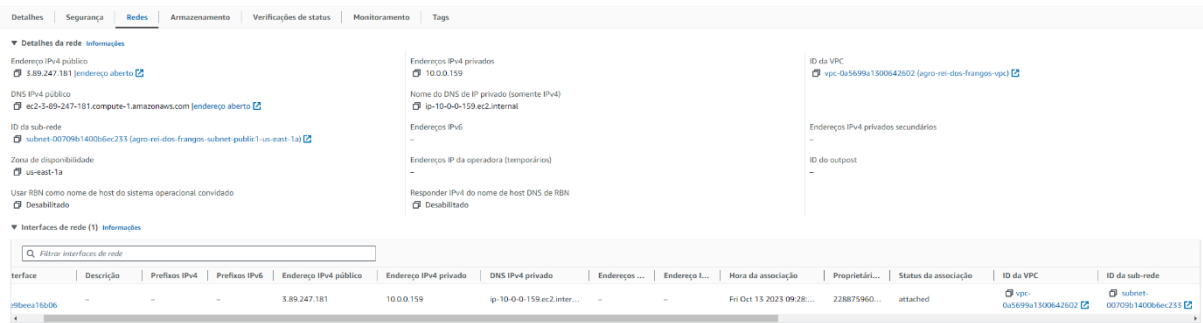 Detalhes Segurança Redes Armazenamento Verificações de status Monitoramento Tags
▼ Detalhes da rede Informações
Endereço IPv4 público
3.89.247.181 |endereço aberto
Endereços IPv4 privados
10.0.0.159
ID da VPC
vpc-0a5699a1300642602 (agro-rei-dos-frangos-vpc)
DNS IPv4 público
ec2-3-89-247-181.compute-1.amazonaws.com |endereço aberto
Nome do DNS de IP privado (somente IPv4)
ip-10-0-0-159.ec2.internal
ID da sub-rede
subnet-00709b1400b6ec233 (agro-rei-dos-frangos-subnet-public1-us-east-1a)
Endereços IPv6
–
Endereços IPv4 privados secundários
–
Zona de disponibilidade
us-east-1a
Endereços IP da operadora (temporários)
–
ID do outpost
–
Usar RBN como nome de host do sistema operacional convidado
Desabilitado
Responder IPv4 do nome de host DNS de RBN
Desabilitado
▼ Interfaces de rede (1) Informações
Filtrar interfaces de rede
terface Descrição Prefixos IPv4 Prefixos IPv6 Endereço IPv4 público Endereço IPv4 privado DNS IPv4 privado Endereços ... Endereço I... Hora da associação Proprietári... Status da associação ID da VPC ID da sub-rede
e9beea16b06 – – – 3.89.247.181 10.0.0.159 ip-10-0-0-159.ec2.inter... – – Fri Oct 13 2023 09:28:... 228875960... attached vpc-0a5699a1300642602 subnet-00709b1400b6ec233